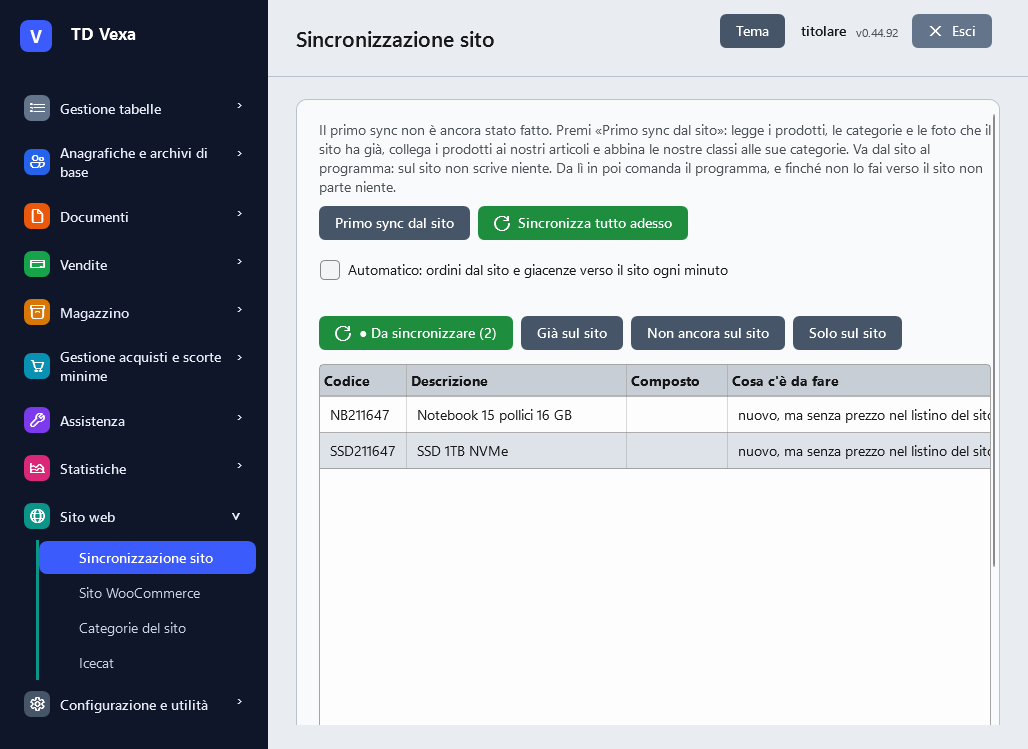 V TD Vexa
Gestione tabelle
Anagrafiche e archivi di
base
Documenti
Vendite
Magazzino
Gestione acquisti e scorte
minime
Assistenza
Statistiche
Sito web
Sincronizzazione sito
Sito WooCommerce
Categorie del sito
Icecat
Configurazione e utilità
Sincronizzazione sito
Tema titolare v0.44.92 Esci
Il primo sync non è ancora stato fatto. Premi «Primo sync dal sito»: legge i prodotti, le categorie e le foto che il
sito ha già, collega i prodotti ai nostri articoli e abbina le nostre classi alle sue categorie. Va dal sito al
programma: sul sito non scrive niente. Da lì in poi comanda il programma, e finché non lo fai verso il sito non
parte niente.
Primo sync dal sito Sincronizza tutto adesso
Automatico: ordini dal sito e giacenze verso il sito ogni minuto
● Da sincronizzare (2) Già sul sito Non ancora sul sito Solo sul sito
Codice Descrizione Composto Cosa c'è da fare
NB211647 Notebook 15 pollici 16 GB nuovo, ma senza prezzo nel listino del sito
SSD211647 SSD 1TB NVMe nuovo, ma senza prezzo nel listino del sito